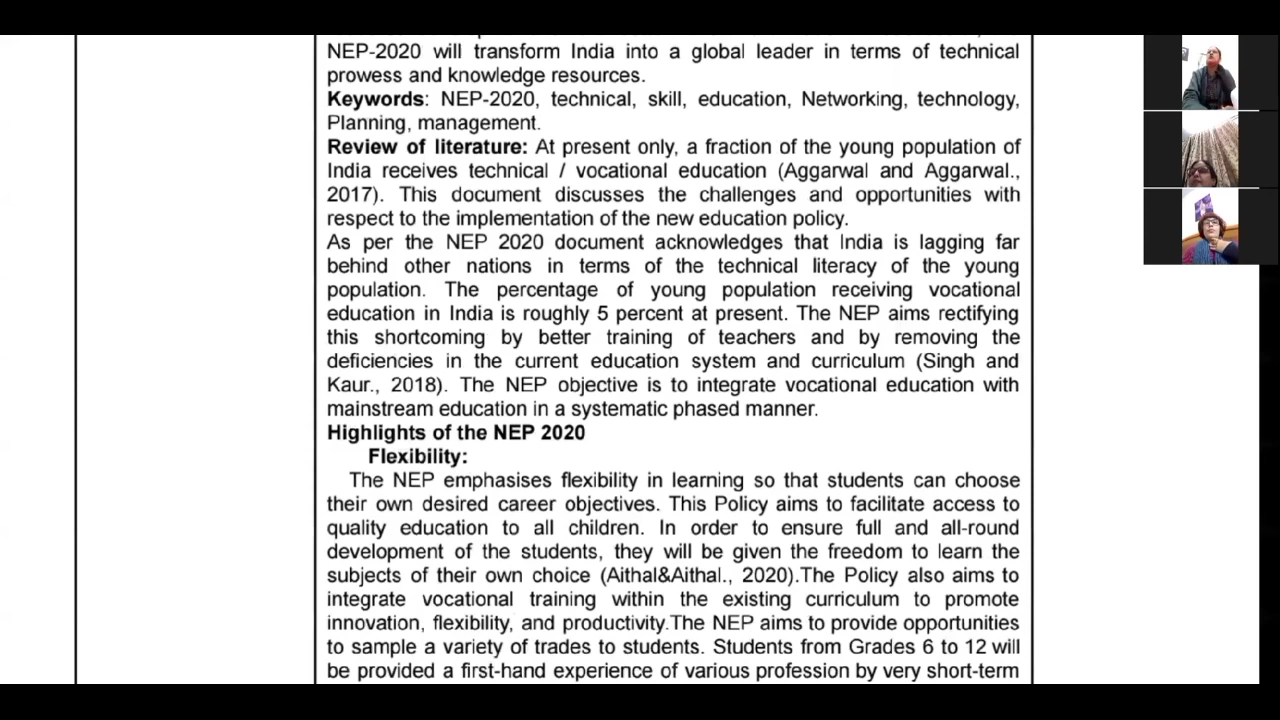 NEP-2020 will transform India into a global leader in terms of technical
prowess and knowledge resources.
Keywords: NEP-2020, technical, skill, education, Networking, technology,
Planning, management.
Review of literature: At present only, a fraction of the young population of
India receives technical / vocational education (Aggarwal and Aggarwal.,
2017). This document discusses the challenges and opportunities with
respect to the implementation of the new education policy.
As per the NEP 2020 document acknowledges that India is lagging far
behind other nations in terms of the technical literacy of the young
population. The percentage of young population receiving vocational
education in India is roughly 5 percent at present. The NEP aims rectifying
this shortcoming by better training of teachers and by removing the
deficiencies in the current education system and curriculum (Singh and
Kaur., 2018). The NEP objective is to integrate vocational education with
mainstream education in a systematic phased manner.
Highlights of the NEP 2020
Flexibility:
The NEP emphasises flexibility in learning so that students can choose
their own desired career objectives. This Policy aims to facilitate access to
quality education to all children. In order to ensure full and all-round
development of the students, they will be given the freedom to learn the
subjects of their own choice (Aithal&Aithal., 2020).The Policy also aims to
integrate vocational training within the existing curriculum to promote
innovation, flexibility, and productivity.The NEP aims to provide opportunities
to sample a variety of trades to students. Students from Grades 6 to 12 will
be provided a first-hand experience of various profession by very short-term